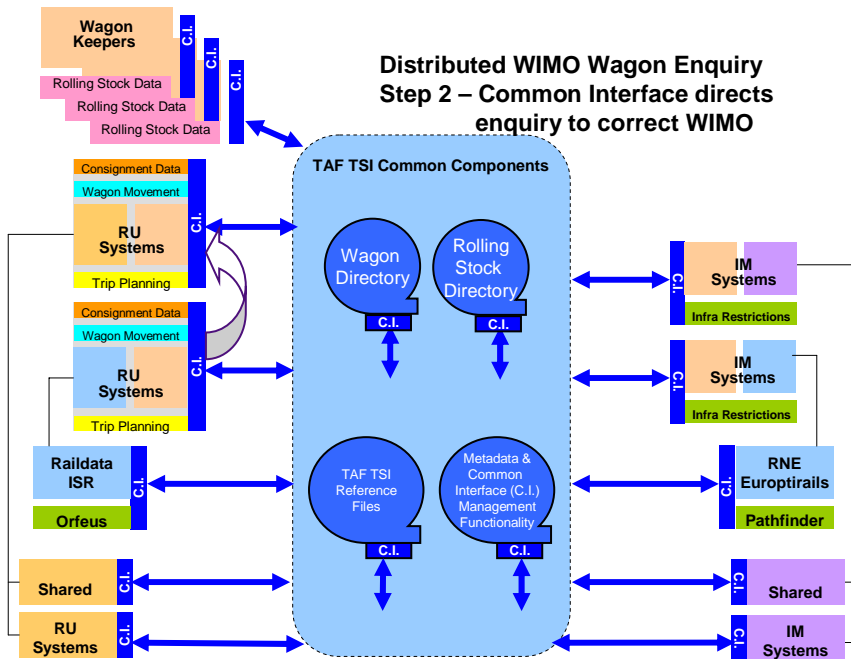 Wagon
Keepers
C.I.
C.I.
C.I.
Rolling Stock Data
Rolling Stock Data
Rolling Stock Data
Distributed WIMO Wagon Enquiry
Step 2 – Common Interface directs
enquiry to correct WIMO
TAF TSI Common Components
Consignment Data
Wagon Movement
RU
Systems
Trip Planning
C.I.
Consignment Data
Wagon Movement
RU
Systems
Trip Planning
C.I.
Raildata
ISR
Orfeus
C.I.
Shared
C.I.
RU
Systems
C.I.
Wagon
Directory
C.I.
Rolling
Stock
Directory
C.I.
TAF TSI
Reference
Files
C.I.
Metadata &
Common
Interface (C.I.)
Management
Functionality
C.I.
C.I.
IM
Systems
Infra Restrictions
C.I.
IM
Systems
Infra Restrictions
C.I.
RNE
Europtirails
Pathfinder
C.I.
Shared
C.I.
IM
Systems